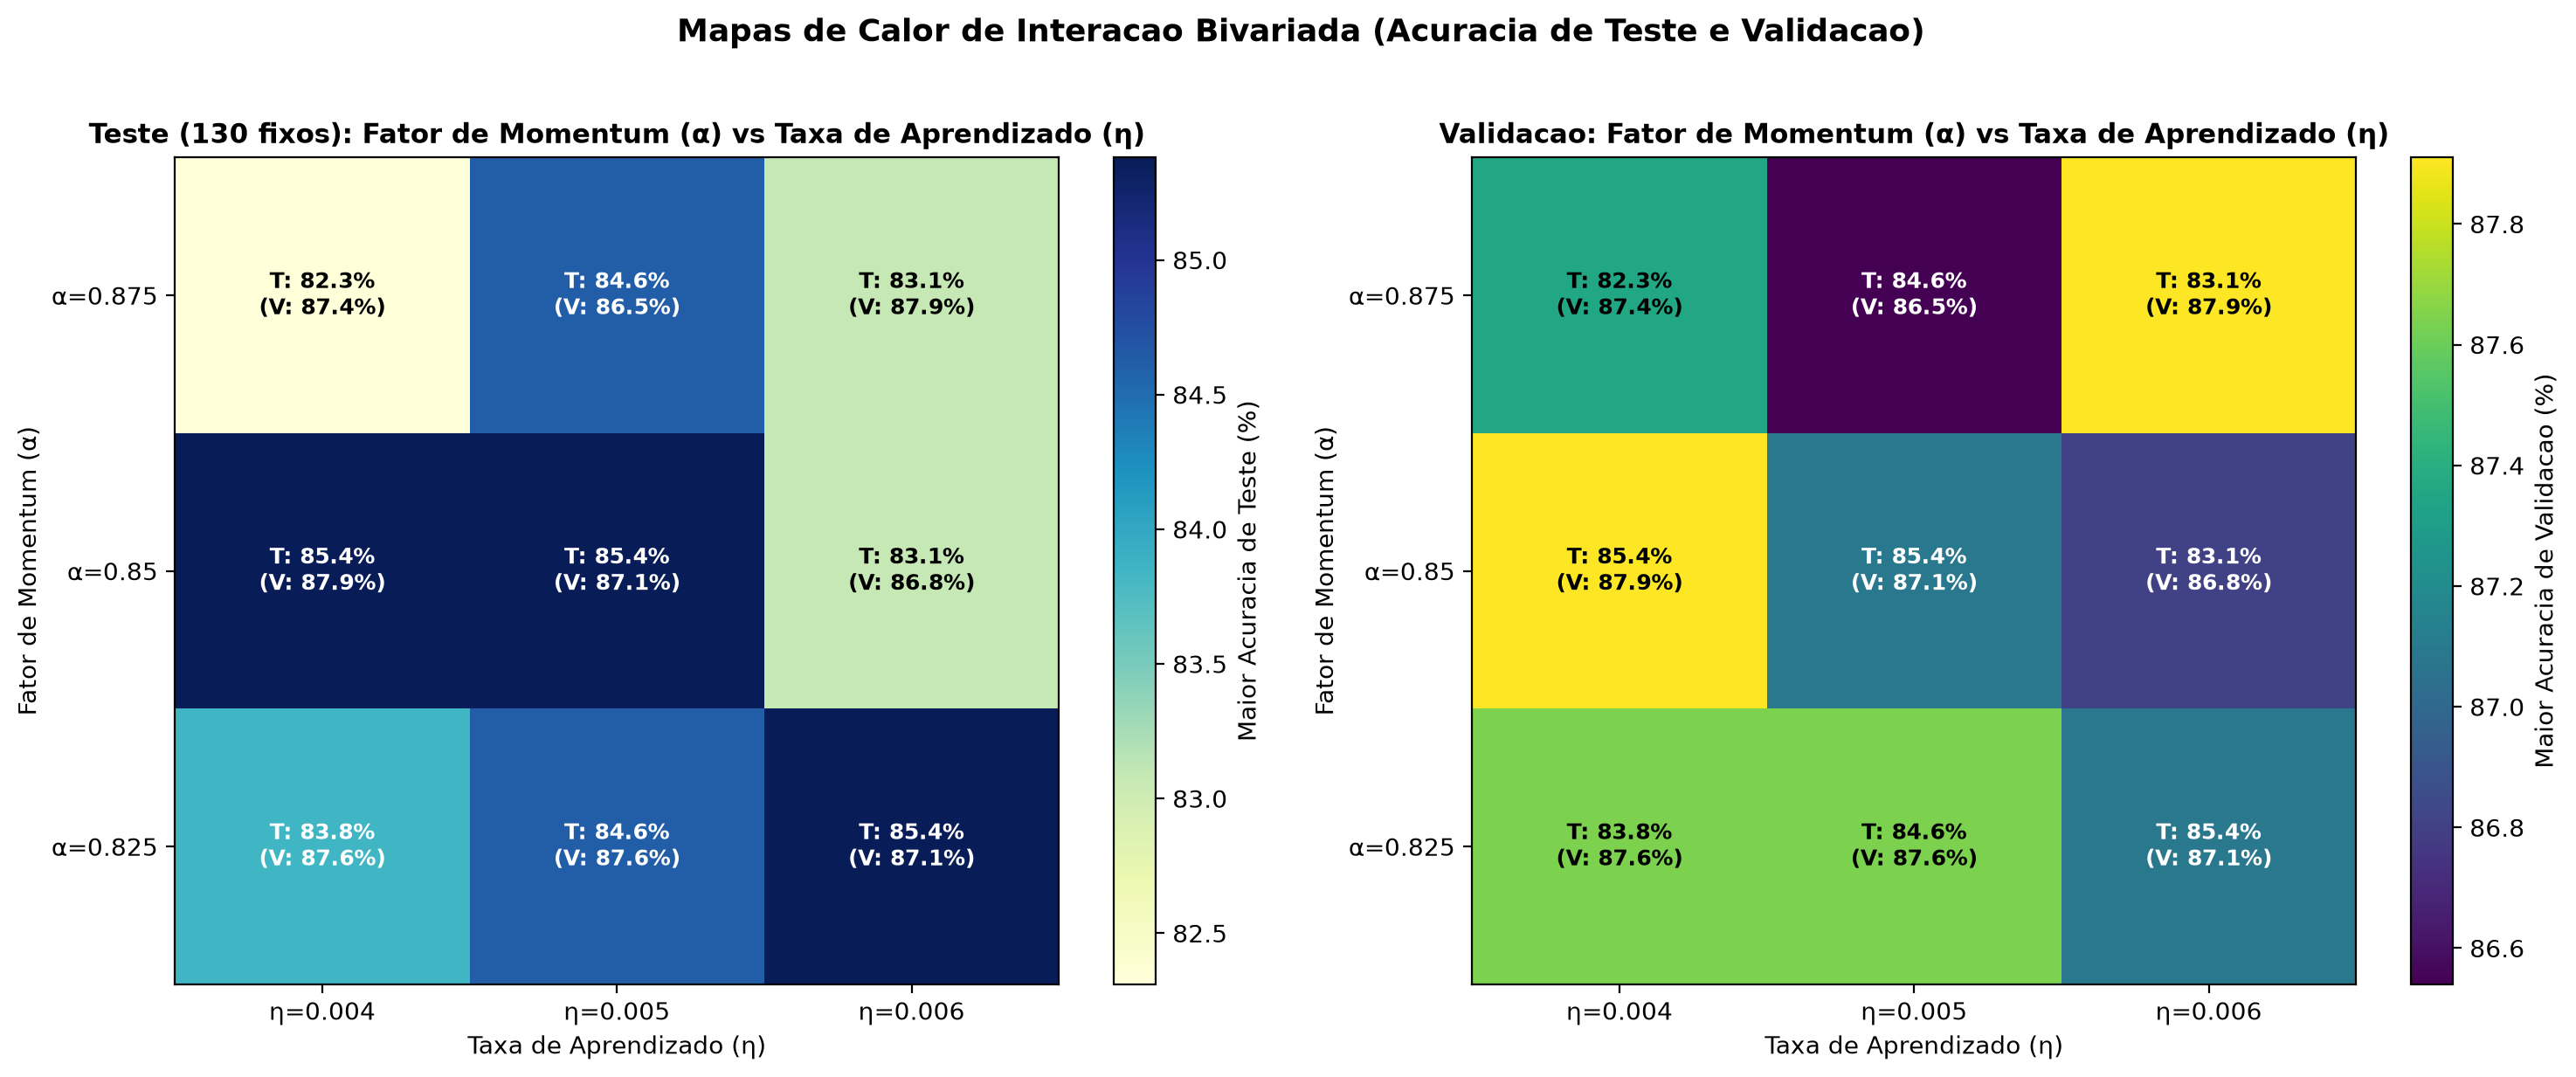 Mapas de Calor de Interacao Bivariada (Acuracia de Teste e Validacao)
Teste (130 fixos): Fator de Momentum (α) vs Taxa de Aprendizado (η)
Fator de Momentum (α)
α=0.875
α=0.85
α=0.825
T: 82.3%
(V: 87.4%)
T: 84.6%
(V: 86.5%)
T: 83.1%
(V: 87.9%)
T: 85.4%
(V: 87.9%)
T: 85.4%
(V: 87.1%)
T: 83.1%
(V: 86.8%)
T: 83.8%
(V: 87.6%)
T: 84.6%
(V: 87.6%)
T: 85.4%
(V: 87.1%)
η=0.004
η=0.005
η=0.006
Taxa de Aprendizado (η)
85.0
84.5
84.0
83.5
83.0
82.5
Maior Acuracia de Teste (%)
Validacao: Fator de Momentum (α) vs Taxa de Aprendizado (η)
Fator de Momentum (α)
α=0.875
α=0.85
α=0.825
T: 82.3%
(V: 87.4%)
T: 84.6%
(V: 86.5%)
T: 83.1%
(V: 87.9%)
T: 85.4%
(V: 87.9%)
T: 85.4%
(V: 87.1%)
T: 83.1%
(V: 86.8%)
T: 83.8%
(V: 87.6%)
T: 84.6%
(V: 87.6%)
T: 85.4%
(V: 87.1%)
η=0.004
η=0.005
η=0.006
Taxa de Aprendizado (η)
87.8
87.6
87.4
87.2
87.0
86.8
86.6
Maior Acuracia de Validacao (%)